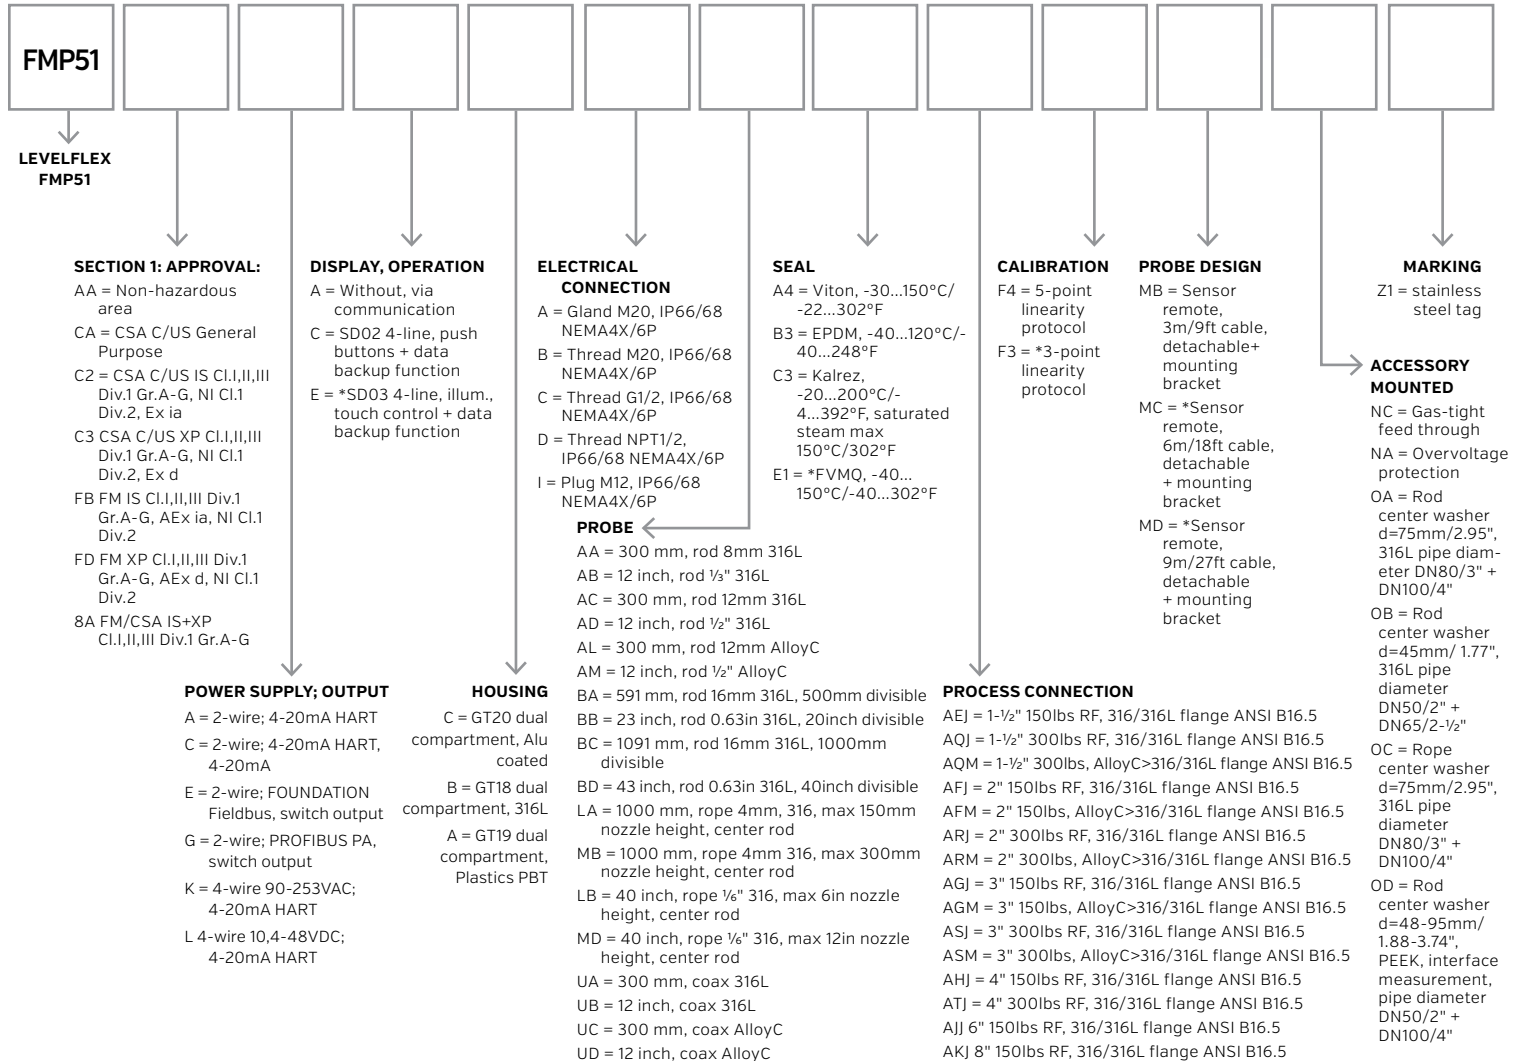 FMP51
LEVELFLEX
FMP51
SECTION 1: APPROVAL:
AA = Non-hazardous
area
CA = CSA C/US General
Purpose
C2 = CSA C/US IS Cl.I,II,III
Div.1 Gr.A-G, NI Cl.1
Div.2, Ex ia
C3 CSA C/US XP Cl.I,II,III
Div.1 Gr.A-G, NI Cl.1
Div.2, Ex d
FB FM IS Cl.I,II,III Div.1
Gr.A-G, AEx ia, NI Cl.1
Div.2
FD FM XP Cl.I,II,III Div.1
Gr.A-G, AEx d, NI Cl.1
Div.2
8A FM/CSA IS+XP
Cl.I,II,III Div.1 Gr.A-G
POWER SUPPLY; OUTPUT
A = 2-wire; 4-20mA HART
C = 2-wire; 4-20mA HART,
4-20mA
E = 2-wire; FOUNDATION
Fieldbus, switch output
G = 2-wire; PROFIBUS PA,
switch output
K = 4-wire 90-253VAC;
4-20mA HART
L 4-wire 10,4-48VDC;
4-20mA HART
DISPLAY, OPERATION
A = Without, via
communication
C = SD02 4-line, push
buttons + data
backup function
E = *SD03 4-line, illum.,
touch control + data
backup function
HOUSING
C = GT20 dual
compartment, Alu
coated
B = GT18 dual
compartment, 316L
A = GT19 dual
compartment,
Plastics PBT
ELECTRICAL
CONNECTION
A = Gland M20, IP66/68
NEMA4X/6P
B = Thread M20, IP66/68
NEMA4X/6P
C = Thread G1/2, IP66/68
NEMA4X/6P
D = Thread NPT1/2,
IP66/68 NEMA4X/6P
I = Plug M12, IP66/68
NEMA4X/6P
PROBE
AA = 300 mm, rod 8mm 316L
AB = 12 inch, rod ⅓" 316L
AC = 300 mm, rod 12mm 316L
AD = 12 inch, rod ½" 316L
AL = 300 mm, rod 12mm AlloyC
AM = 12 inch, rod ½" AlloyC
BA = 591 mm, rod 16mm 316L, 500mm divisible
BB = 23 inch, rod 0.63in 316L, 20inch divisible
BC = 1091 mm, rod 16mm 316L, 1000mm
divisible
BD = 43 inch, rod 0.63in 316L, 40inch divisible
LA = 1000 mm, rope 4mm, 316, max 150mm
nozzle height, center rod
MB = 1000 mm, rope 4mm 316, max 300mm
nozzle height, center rod
LB = 40 inch, rope ⅙" 316, max 6in nozzle
height, center rod
MD = 40 inch, rope ⅙" 316, max 12in nozzle
height, center rod
UA = 300 mm, coax 316L
UB = 12 inch, coax 316L
UC = 300 mm, coax AlloyC
UD = 12 inch, coax AlloyC
SEAL
A4 = Viton, -30...150°C/
-22...302°F
B3 = EPDM, -40...120°C/-
40...248°F
C3 = Kalrez,
-20...200°C/-
4...392°F, saturated
steam max
150°C/302°F
E1 = *FVMQ, -40...
150°C/-40...302°F
PROCESS CONNECTION
AEJ = 1-½" 150lbs RF, 316/316L flange ANSI B16.5
AQJ = 1-½" 300lbs RF, 316/316L flange ANSI B16.5
AQM = 1-½" 300lbs, AlloyC>316/316L flange ANSI B16.5
AFJ = 2" 150lbs RF, 316/316L flange ANSI B16.5
AFM = 2" 150lbs, AlloyC>316/316L flange ANSI B16.5
ARJ = 2" 300lbs RF, 316/316L flange ANSI B16.5
ARM = 2" 300lbs, AlloyC>316/316L flange ANSI B16.5
AGJ = 3" 150lbs RF, 316/316L flange ANSI B16.5
AGM = 3" 150lbs, AlloyC>316/316L flange ANSI B16.5
ASJ = 3" 300lbs RF, 316/316L flange ANSI B16.5
ASM = 3" 300lbs, AlloyC>316/316L flange ANSI B16.5
AHJ = 4" 150lbs RF, 316/316L flange ANSI B16.5
ATJ = 4" 300lbs RF, 316/316L flange ANSI B16.5
AJJ 6" 150lbs RF, 316/316L flange ANSI B16.5
AKJ 8" 150lbs RF, 316/316L flange ANSI B16.5
CALIBRATION
F4 = 5-point
linearity
protocol
F3 = *3-point
linearity
protocol
PROBE DESIGN
MB = Sensor
remote,
3m/9ft cable,
detachable+
mounting
bracket
MC = *Sensor
remote,
6m/18ft cable,
detachable
+ mounting
bracket
MD = *Sensor
remote,
9m/27ft cable,
detachable
+ mounting
bracket
MARKING
Z1 = stainless
steel tag
ACCESSORY
MOUNTED
NC = Gas-tight
feed through
NA = Overvoltage
protection
OA = Rod
center washer
d=75mm/2.95",
316L pipe diam-
eter DN80/3" +
DN100/4"
OB = Rod
center washer
d=45mm/ 1.77",
316L pipe
diameter
DN50/2" +
DN65/2-½"
OC = Rope
center washer
d=75mm/2.95",
316L pipe
diameter
DN80/3" +
DN100/4"
OD = Rod
center washer
d=48-95mm/
1.88-3.74",
PEEK, interface
measurement,
pipe diameter
DN50/2" +
DN100/4"